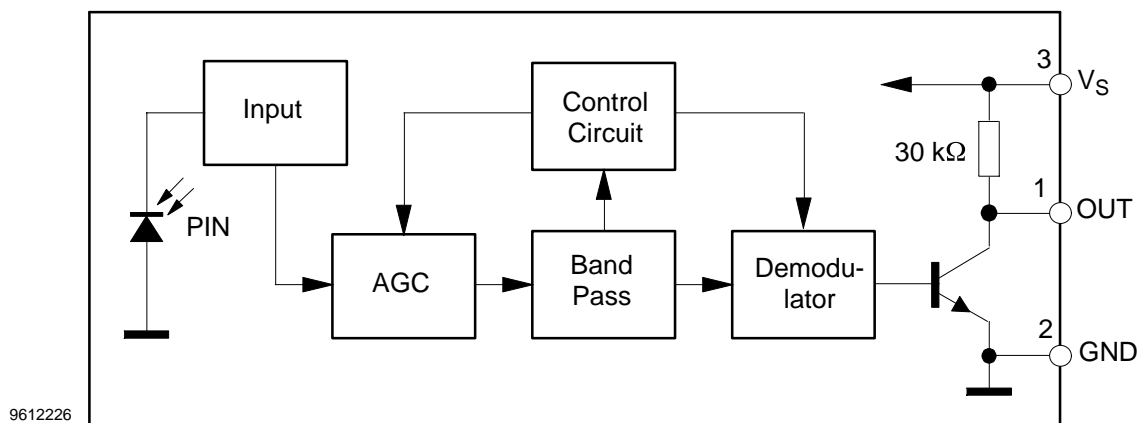 3
V_S
Input
Control
Circuit
30 kΩ
1
OUT
PIN
AGC
Band
Pass
Demodu-
lator
2
GND
9612226